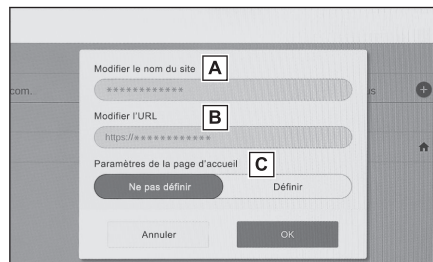 Modifier le nom du site A
************
com.
is
Modifier l'URL B
https://************
Paramètres de la page d'accueil C
Ne pas définir Définir
Annuler OK